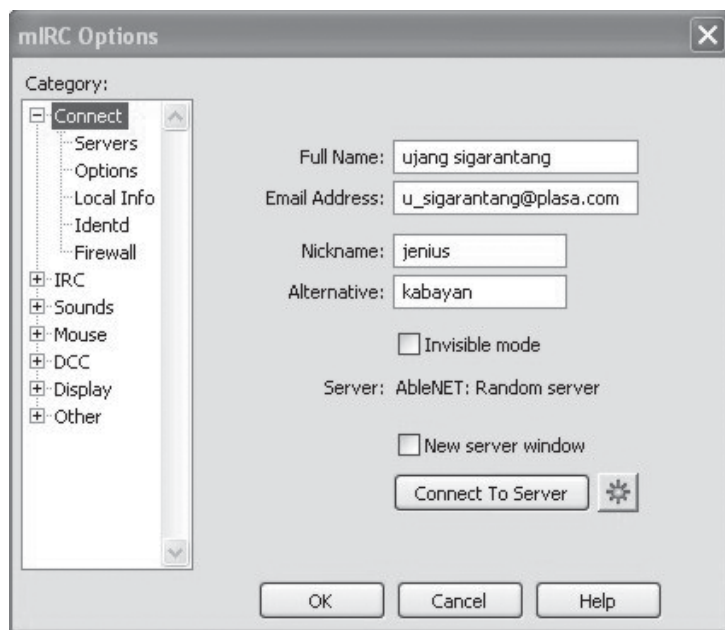 mIRC Options
Category:
Connect
Servers
Options
Local Info
Identd
Firewall
IRC
Sounds
Mouse
DCC
Display
Other
Full Name: ujang sigarantang
Email Address: u_sigarantang@plasa.com
Nickname: jenius
Alternative: kabayan
Invisible mode
Server: AbleNET: Random server
New server window
Connect To Server
OK Cancel Help